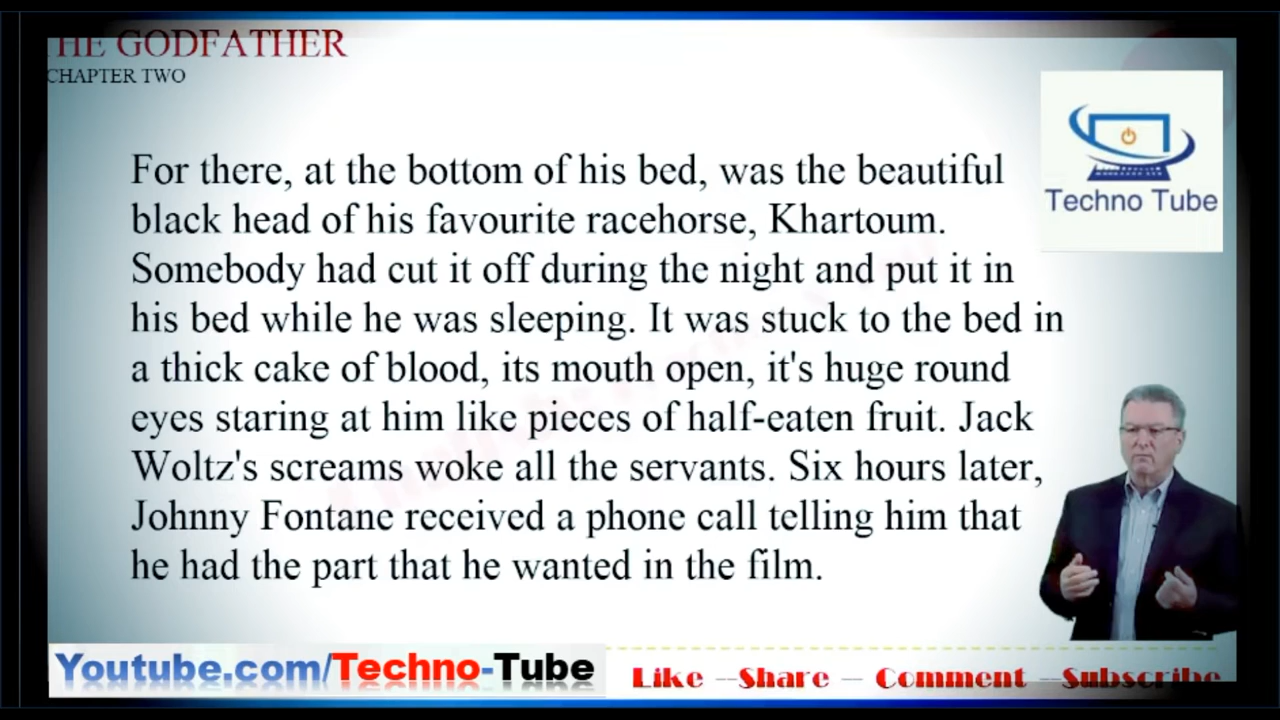 THE GODFATHER
CHAPTER TWO
Techno Tube
For there, at the bottom of his bed, was the beautiful
black head of his favourite racehorse, Khartoum.
Somebody had cut it off during the night and put it in
his bed while he was sleeping. It was stuck to the bed in
a thick cake of blood, its mouth open, it's huge round
eyes staring at him like pieces of half-eaten fruit. Jack
Woltz's screams woke all the servants. Six hours later,
Johnny Fontane received a phone call telling him that
he had the part that he wanted in the film.
Youtube.com/Techno-Tube
Like --Share -- Comment --Subscribe